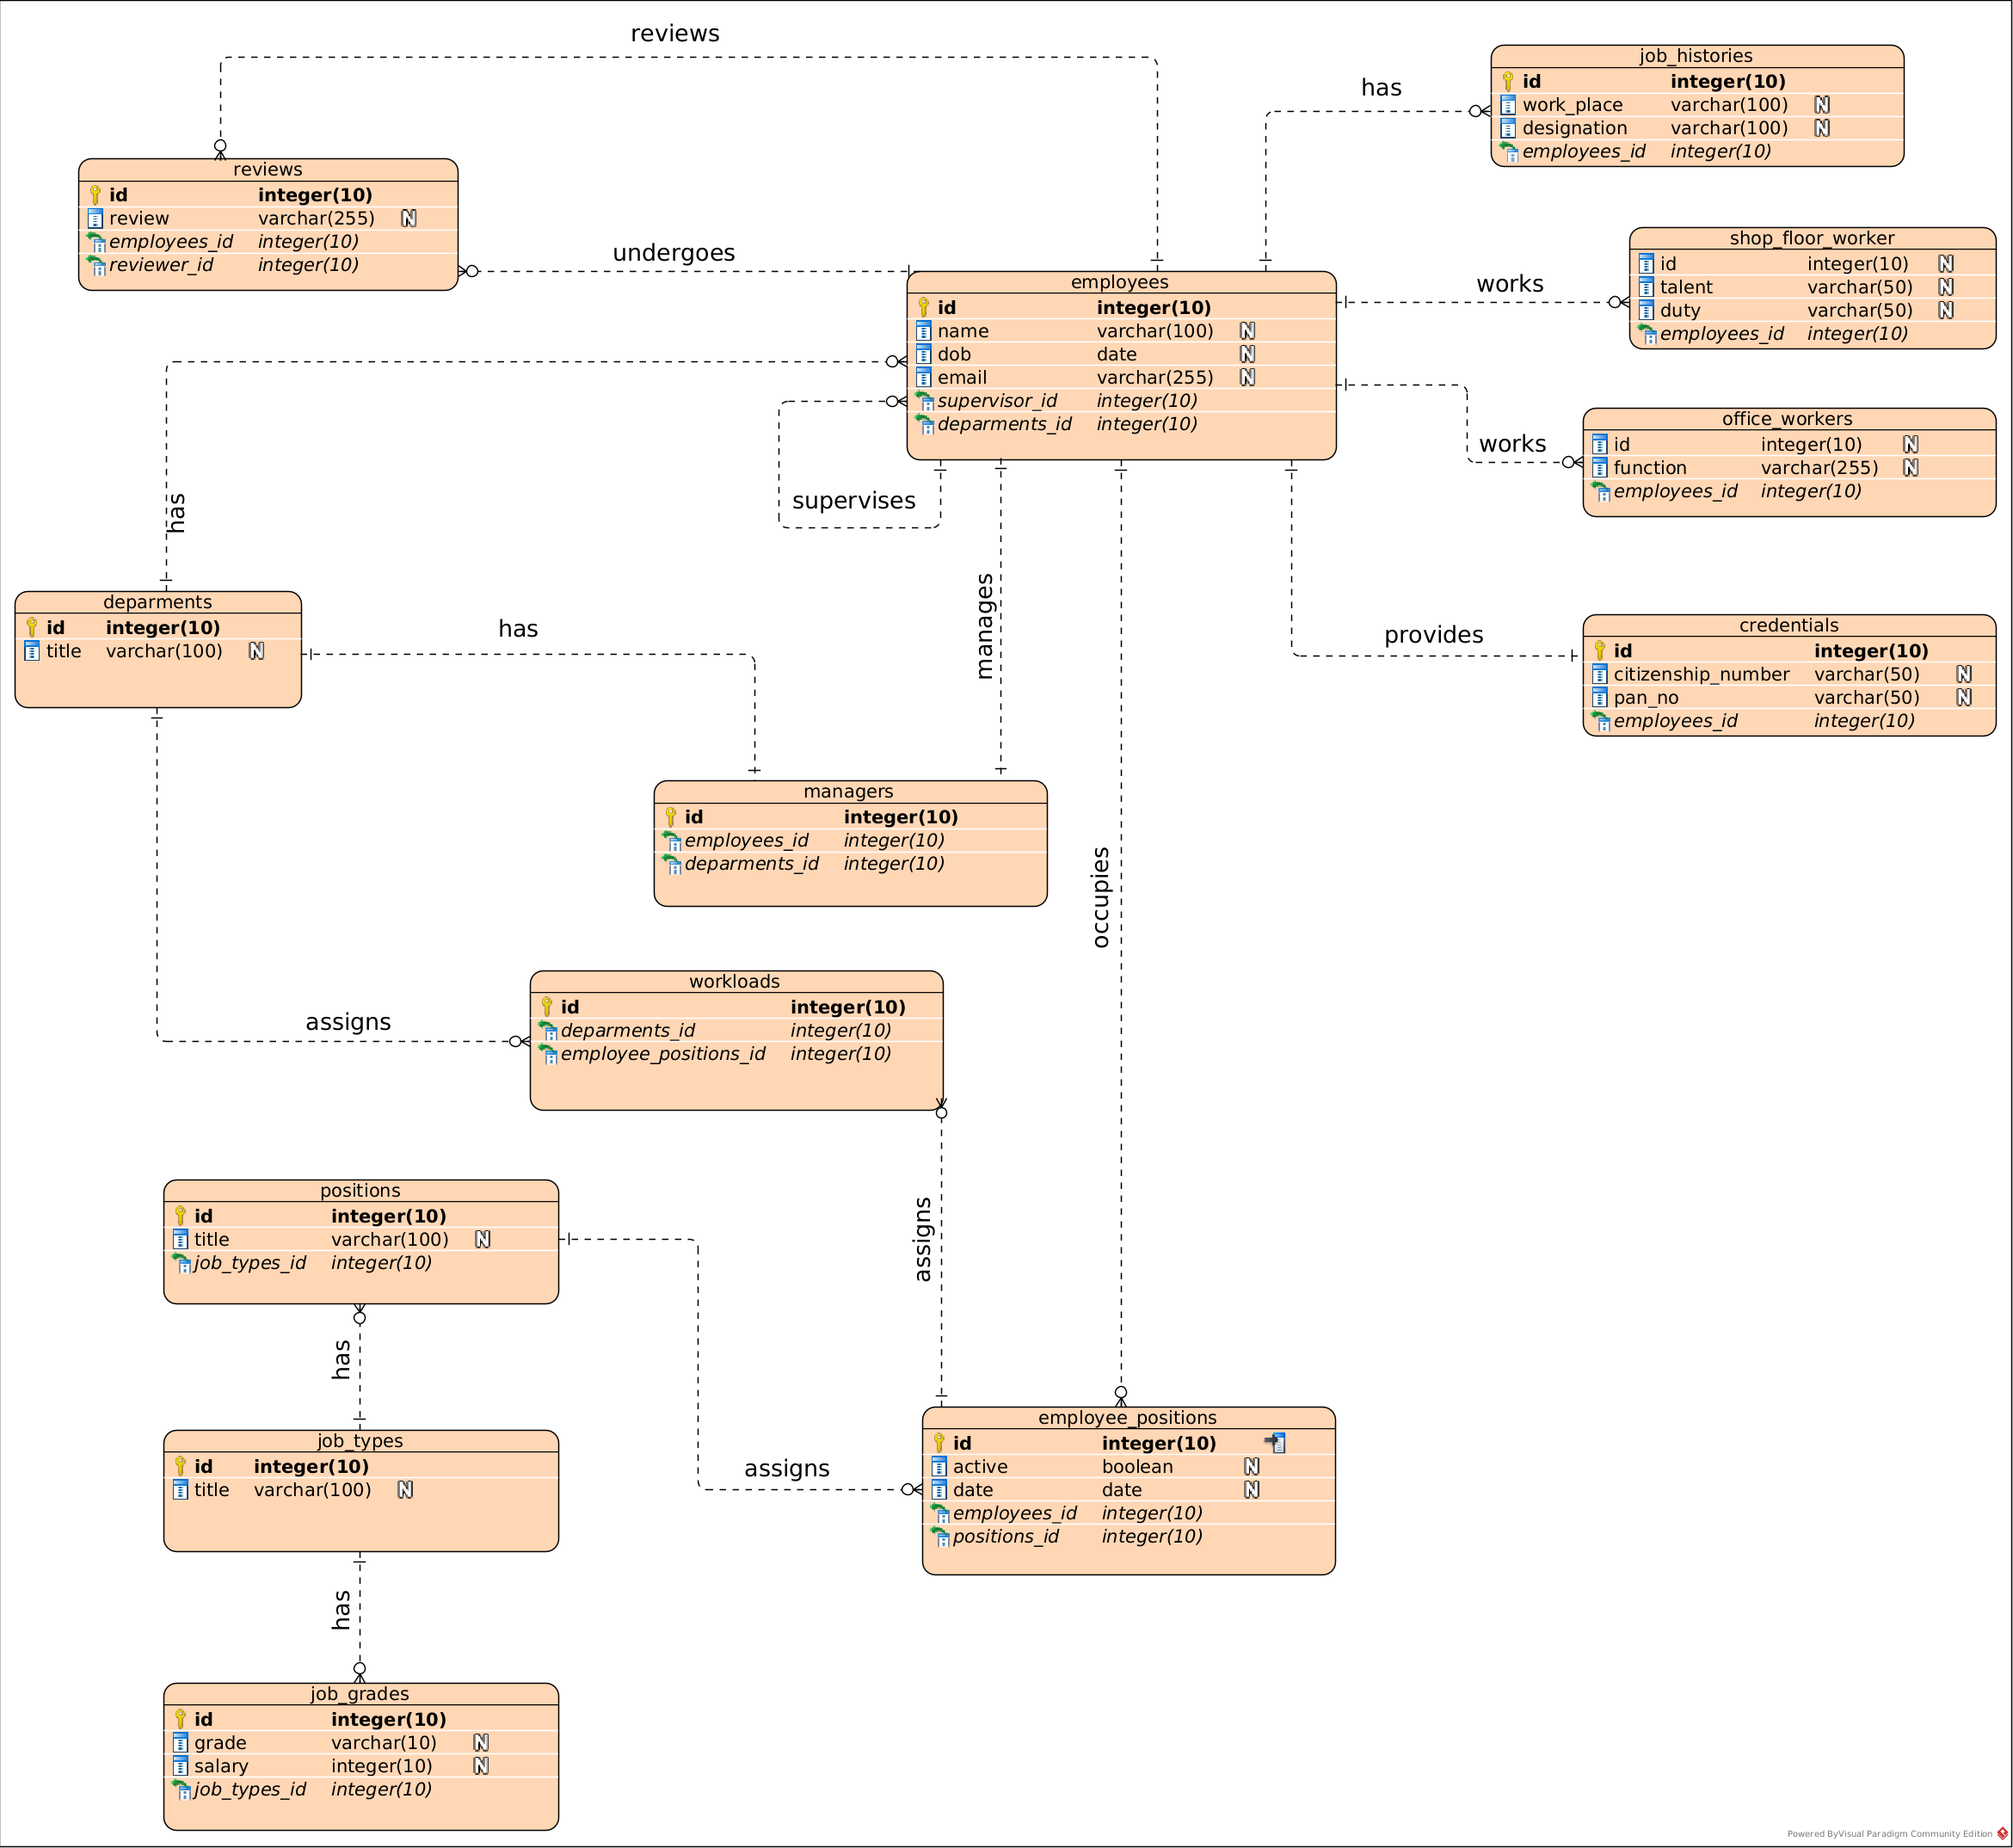 reviews
job_histories
id integer(10)
work_place varchar(100) N
designation varchar(100) N
employees_id integer(10)
has
reviews
id integer(10)
review varchar(255) N
employees_id integer(10)
reviewer_id integer(10)
undergoes
shop_floor_worker
id integer(10) N
talent varchar(50) N
duty varchar(50) N
employees_id integer(10)
works
employees
id integer(10)
name varchar(100) N
dob date N
email varchar(255) N
supervisor_id integer(10)
deparments_id integer(10)
office_workers
id integer(10) N
function varchar(255) N
employees_id integer(10)
works
supervises
has
deparments
id integer(10)
title varchar(100) N
has
manages
provides
credentials
id integer(10)
citizenship_number varchar(50) N
pan_no varchar(50) N
employees_id integer(10)
managers
id integer(10)
employees_id integer(10)
deparments_id integer(10)
occupies
workloads
id integer(10)
deparments_id integer(10)
employee_positions_id integer(10)
assigns
positions
id integer(10)
title varchar(100) N
job_types_id integer(10)
assigns
has
job_types
id integer(10)
title varchar(100) N
assigns
employee_positions
id integer(10)
active boolean N
date date N
employees_id integer(10)
positions_id integer(10)
has
job_grades
id integer(10)
grade varchar(10) N
salary integer(10) N
job_types_id integer(10)
Powered ByVisual Paradigm Community Edition